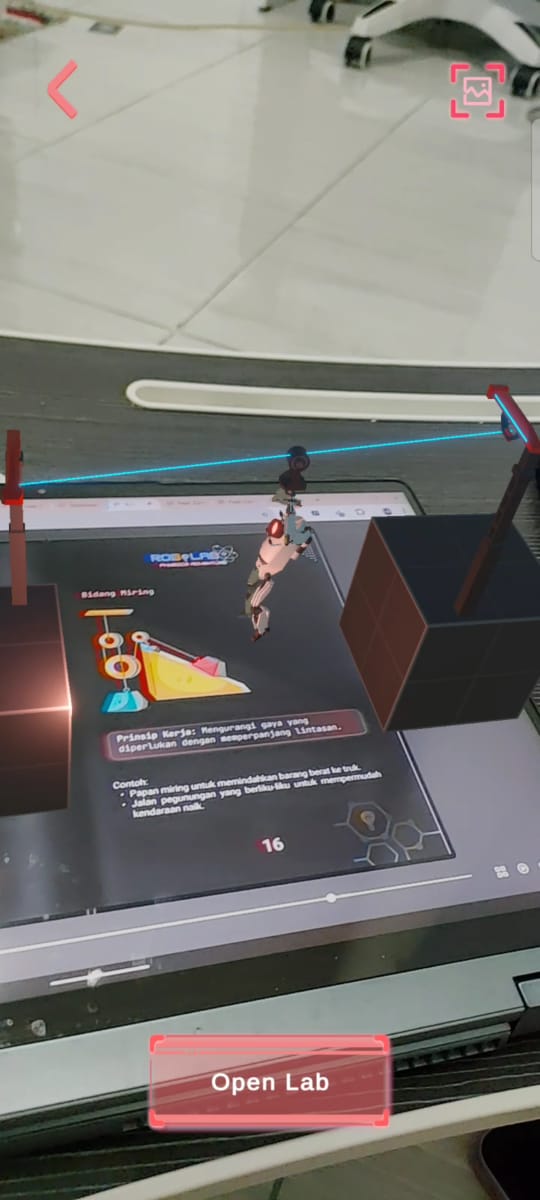 ROBOLAB
Bidang Miring
Prinsip Kerja: Mengurangi gaya yang
diperlukan dengan memperpanjang lintasan.
Contoh:
• Papan miring untuk memindahkan barang berat ke truk.
• Jalan pegunungan yang berliku-liku untuk mempermudah
kendaraan naik.
16
Open Lab